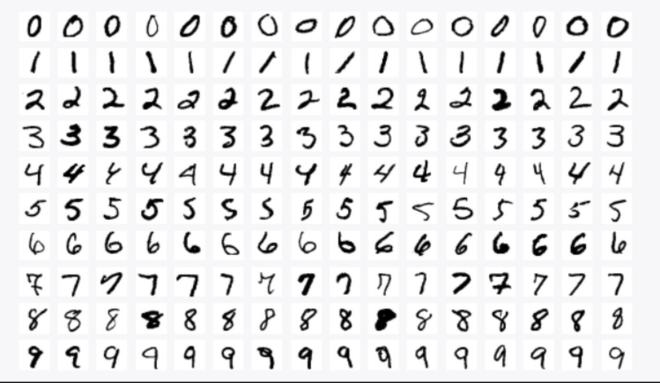 0 0 0 0 0 0 0 0 0 0 0 0 0 0 0 0
1 1 1 1 1 1 1 1 1 1 1 1 1 1 1 1
2 2 2 2 2 2 2 2 2 2 2 2 2 2 2 2
3 3 3 3 3 3 3 3 3 3 3 3 3 3 3 3
4 4 4 4 4 4 4 4 4 4 4 4 4 4 4 4
5 5 5 5 5 5 5 5 5 5 5 5 5 5 5 5
6 6 6 6 6 6 6 6 6 6 6 6 6 6 6 6
7 7 7 7 7 7 7 7 7 7 7 7 7 7 7 7
8 8 8 8 8 8 8 8 8 8 8 8 8 8 8 8
9 9 9 9 9 9 9 9 9 9 9 9 9 9 9 9